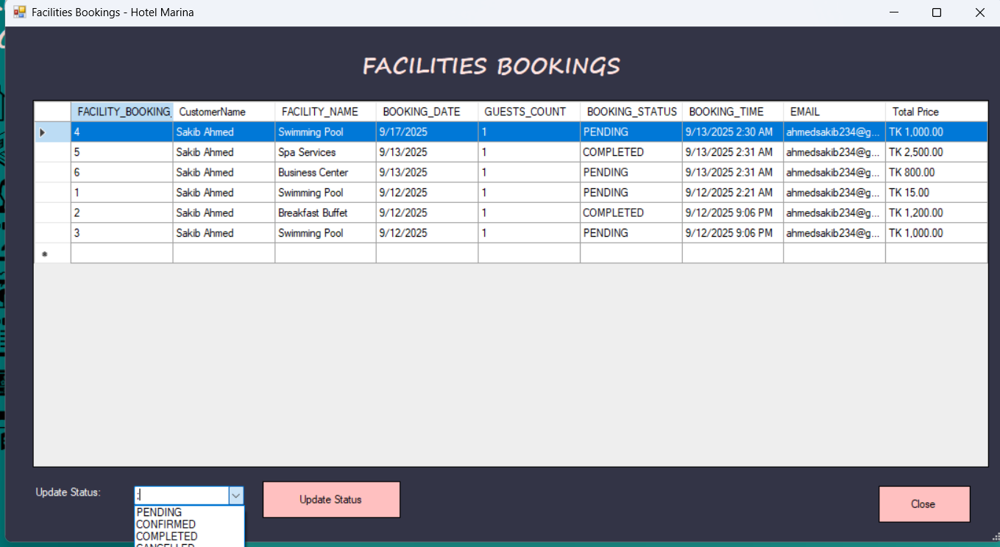 Facilities Bookings - Hotel Marina
FACILITIES BOOKINGS
FACILITY_BOOKING_ CustomerName FACILITY_NAME BOOKING_DATE GUESTS_COUNT BOOKING_STATUS BOOKING_TIME EMAIL Total Price
4 Sakib Ahmed Swimming Pool 9/17/2025 1 PENDING 9/13/2025 2:30 AM ahmedsakib234@g... TK 1,000.00
5 Sakib Ahmed Spa Services 9/13/2025 1 COMPLETED 9/13/2025 2:31 AM ahmedsakib234@g... TK 2,500.00
6 Sakib Ahmed Business Center 9/13/2025 1 PENDING 9/13/2025 2:31 AM ahmedsakib234@g... TK 800.00
1 Sakib Ahmed Swimming Pool 9/12/2025 1 PENDING 9/12/2025 2:21 AM ahmedsakib234@g... TK 15.00
2 Sakib Ahmed Breakfast Buffet 9/12/2025 1 COMPLETED 9/12/2025 9:06 PM ahmedsakib234@g... TK 1,200.00
3 Sakib Ahmed Swimming Pool 9/12/2025 1 PENDING 9/12/2025 9:06 PM ahmedsakib234@g... TK 1,000.00
Update Status: ; Update Status Close
PENDING
CONFIRMED
COMPLETED
CANCELLED